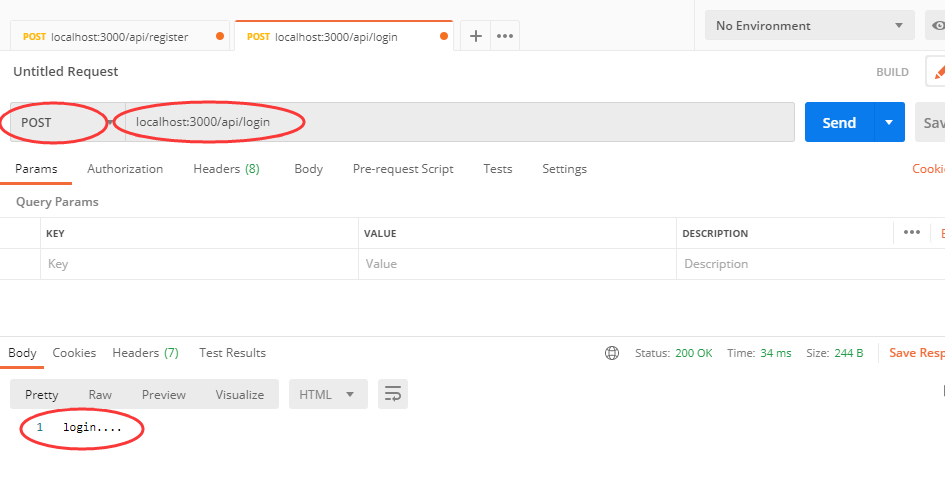 POST localhost:3000/api/register POST localhost:3000/api/login + ••• No Environment
Untitled Request BUILD
POST localhost:3000/api/login Send Sav
Params Authorization Headers (8) Body Pre-request Script Tests Settings Cooki
Query Params
KEY VALUE DESCRIPTION •••
Key Value Description
Body Cookies Headers (7) Test Results Status: 200 OK Time: 34 ms Size: 244 B Save Resp
Pretty Raw Preview Visualize HTML
1 login....